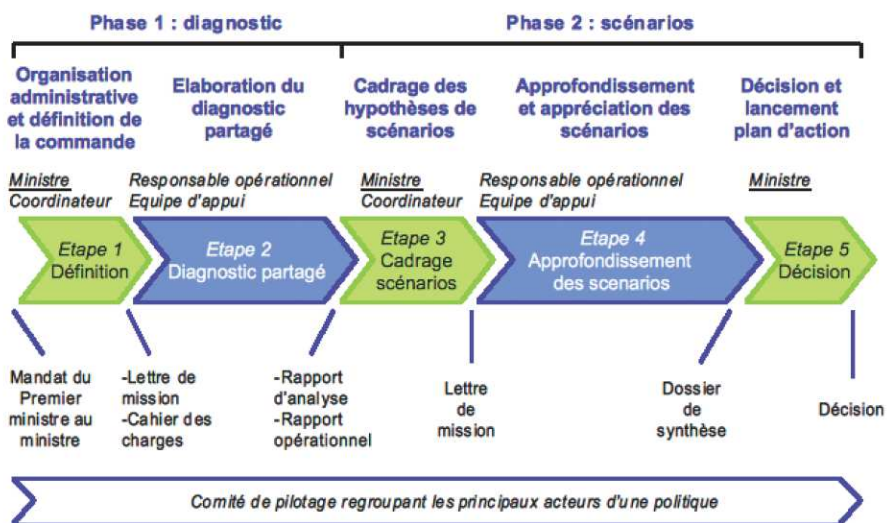 Phase 1 : diagnostic
Phase 2 : scénarios
Organisation
administrative
et définition de
la commande
Elaboration du
diagnostic
partagé
Cadrage des
hypothèses de
scénarios
Approfondissement
et appréciation des
scénarios
Décision et
lancement
plan d'action
Ministre
Coordinateur
Responsable opérationnel
Equipe d'appui
Ministre
Coordinateur
Responsable opérationnel
Equipe d'appui
Ministre
Etape 1
Définition
Etape 2
Diagnostic partagé
Etape 3
Cadrage
scénarios
Etape 4
Approfondissement
des scenarios
Etape 5
Décision
Mandat du
Premier
ministre au
ministre
-Lettre de
mission
-Cahier des
charges
-Rapport
d'analyse
-Rapport
opérationnel
Lettre
de
mission
Dossier
de
synthèse
Décision
Comité de pilotage regroupant les principaux acteurs d'une politique